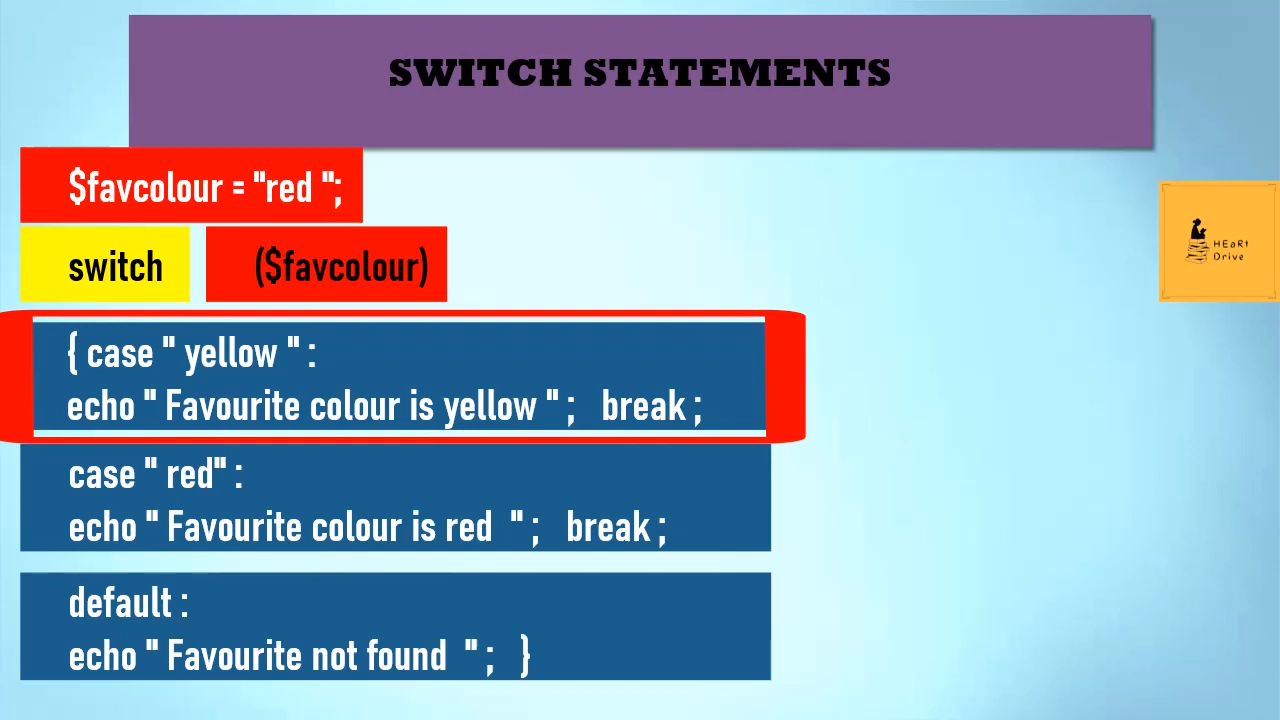 SWITCH STATEMENTS
$favcolour = "red ";
switch ($favcolour)
{ case " yellow " :
echo " Favourite colour is yellow " ; break ;
case " red" :
echo " Favourite colour is red " ; break ;
default :
echo " Favourite not found " ; }
HEaRt
Drive